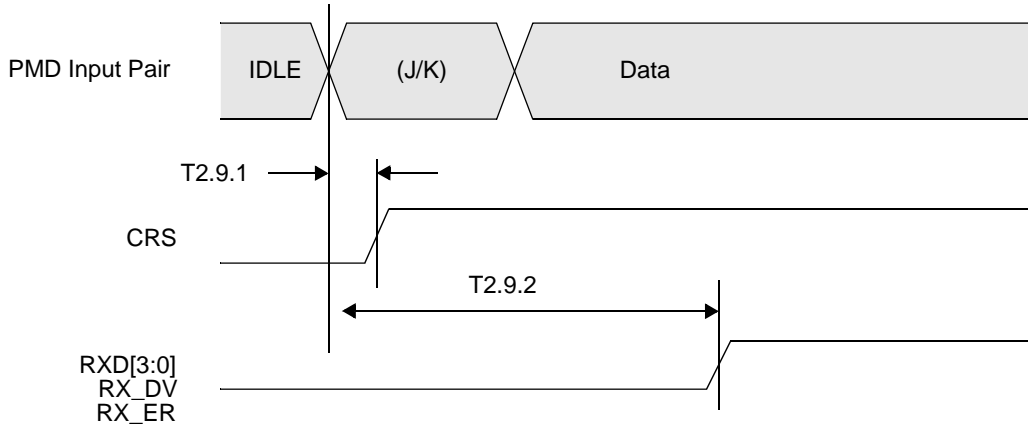 PMD Input Pair
IDLE
(J/K)
Data
T2.9.1
CRS
T2.9.2
RXD[3:0]
RX_DV
RX_ER